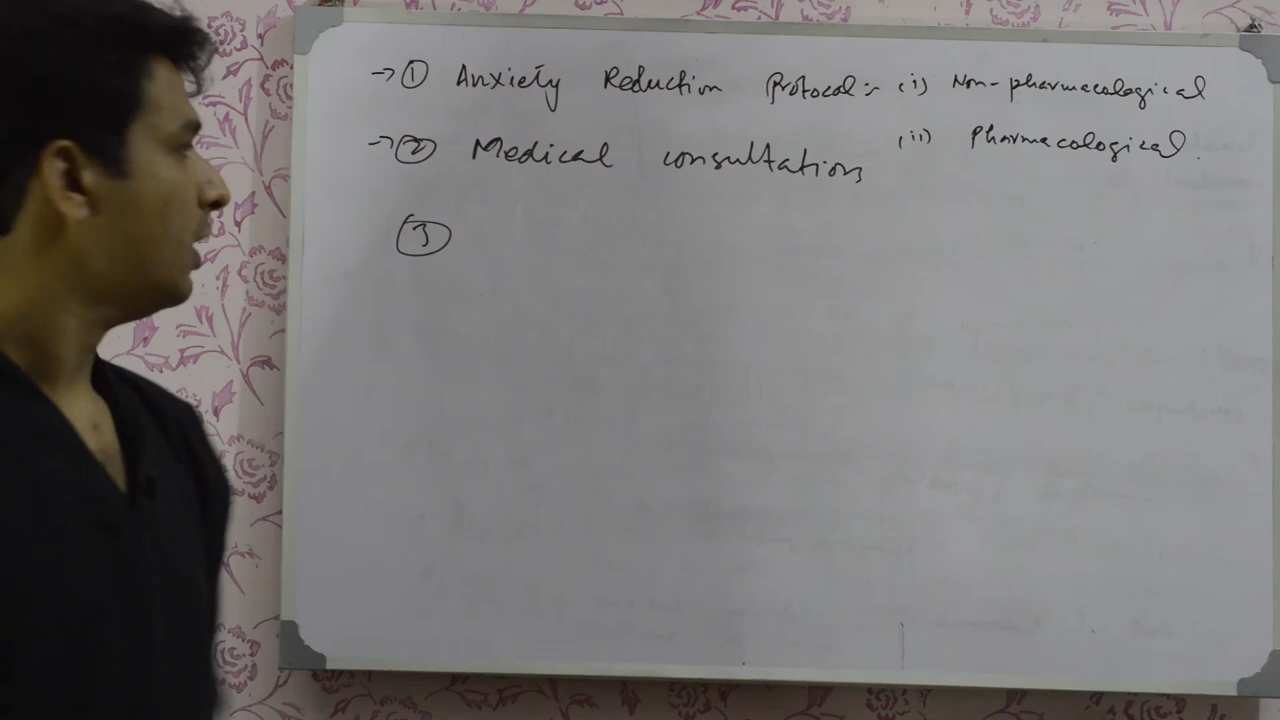 →① Anxiety Reduction Protocol :- (i) Non-pharmacological
(ii) Pharmacological.
→② Medical consultation
③